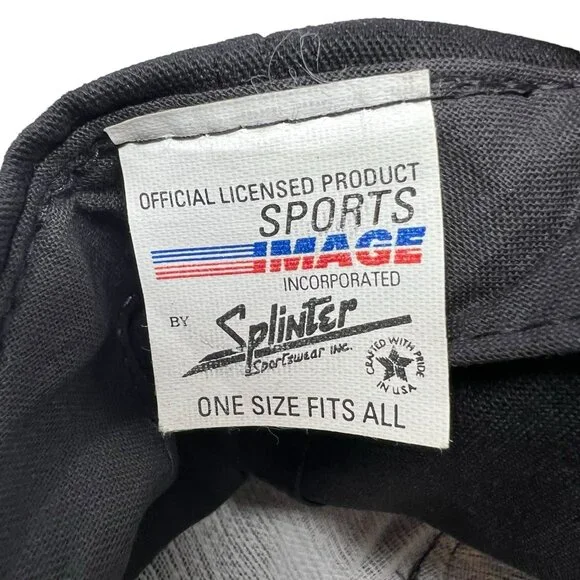 OFFICIAL LICENSED PRODUCT
SPORTS
IMAGE
INCORPORATED
BY Splinter
Sportswear inc.
CRAFTED WITH PRIDE
IN USA
ONE SIZE FITS ALL